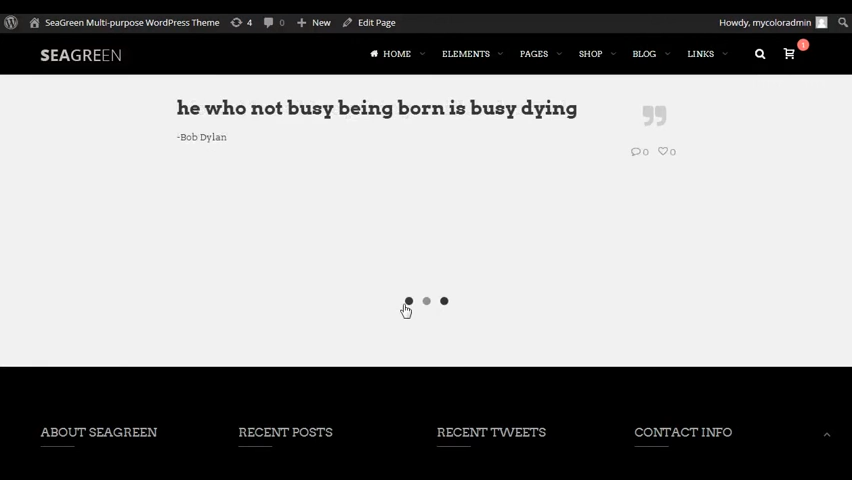 SeaGreen Multi-purpose WordPress Theme 4 0 New Edit Page Howdy, mycoloradmin
SEAGREEN HOME ELEMENTS PAGES SHOP BLOG LINKS 1
he who not busy being born is busy dying
-Bob Dylan
0 0
ABOUT SEAGREEN RECENT POSTS RECENT TWEETS CONTACT INFO